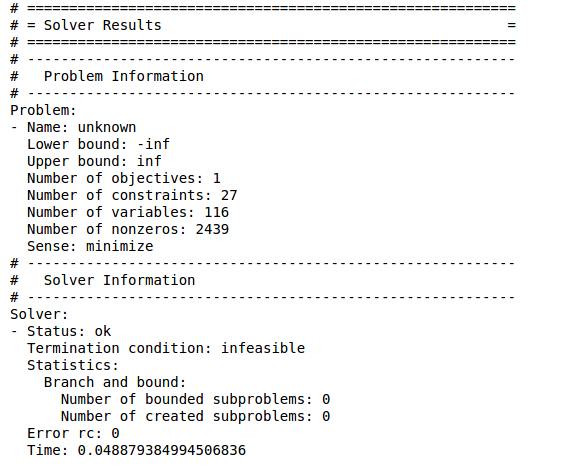 # ==========================================================
# = Solver Results                                         =
# ==========================================================
# ----------------------------------------------------------
#   Problem Information
# ----------------------------------------------------------
Problem:
- Name: unknown
  Lower bound: -inf
  Upper bound: inf
  Number of objectives: 1
  Number of constraints: 27
  Number of variables: 116
  Number of nonzeros: 2439
  Sense: minimize
# ----------------------------------------------------------
#   Solver Information
# ----------------------------------------------------------
Solver:
- Status: ok
  Termination condition: infeasible
  Statistics:
    Branch and bound:
      Number of bounded subproblems: 0
      Number of created subproblems: 0
  Error rc: 0
  Time: 0.048879384994506836